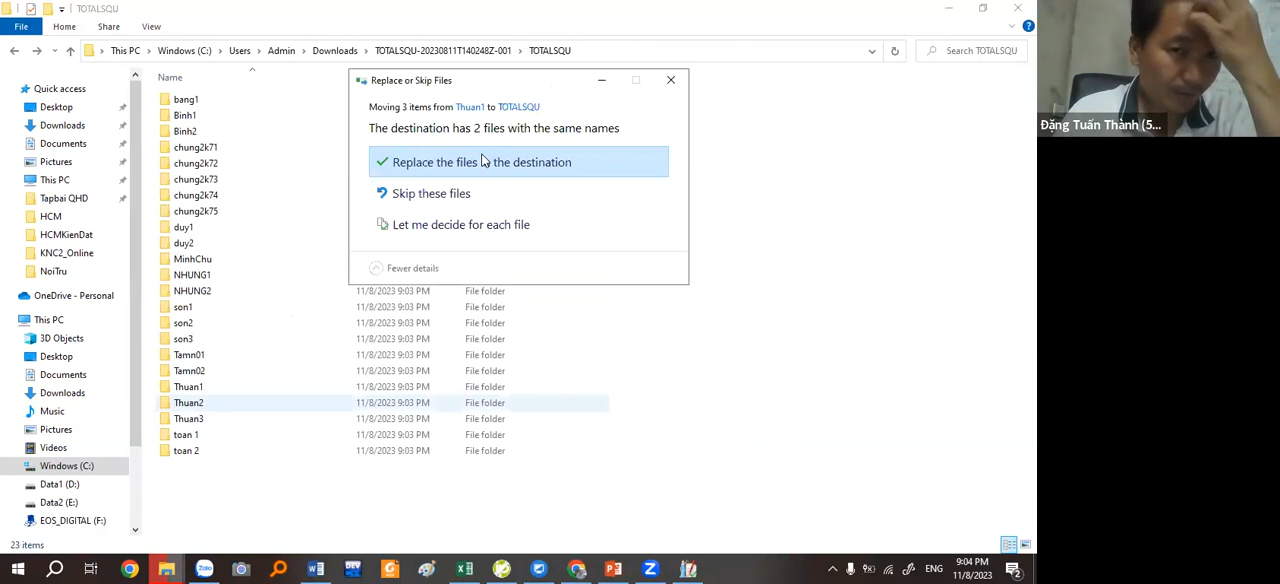 TOTALSQU
File Home Share View
This PC > Windows (C:) > Users > Admin > Downloads > TOTALSQU-20230811T140248Z-001 > TOTALSQU
Search TOTALSQU
Quick access
Desktop
Downloads
Documents
Pictures
This PC
Tapbai QHD
HCM
HCMKienDat
KNC2_Online
NoiTru
OneDrive - Personal
This PC
3D Objects
Desktop
Documents
Downloads
Music
Pictures
Videos
Windows (C:)
Data1 (D:)
Data2 (E:)
EOS_DIGITAL (F:)
23 items
Name
bang1
Binh1
Binh2
chung2k71
chung2k72
chung2k73
chung2k74
chung2k75
duy1
duy2
MinhChu
NHUNG1
NHUNG2 11/8/2023 9:03 PM File folder
son1 11/8/2023 9:03 PM File folder
son2 11/8/2023 9:03 PM File folder
son3 11/8/2023 9:03 PM File folder
Tamn01 11/8/2023 9:03 PM File folder
Tamn02 11/8/2023 9:03 PM File folder
Thuan1 11/8/2023 9:03 PM File folder
Thuan2 11/8/2023 9:03 PM File folder
Thuan3 11/8/2023 9:03 PM File folder
toan 1 11/8/2023 9:03 PM File folder
toan 2 11/8/2023 9:03 PM File folder
Replace or Skip Files
Moving 3 items from Thuan1 to TOTALSQU
The destination has 2 files with the same names
Replace the files in the destination
Skip these files
Let me decide for each file
Fewer details
Đặng Tuấn Thành (5...
Zalo
DEV
ENG
9:04 PM
11/8/2023
2